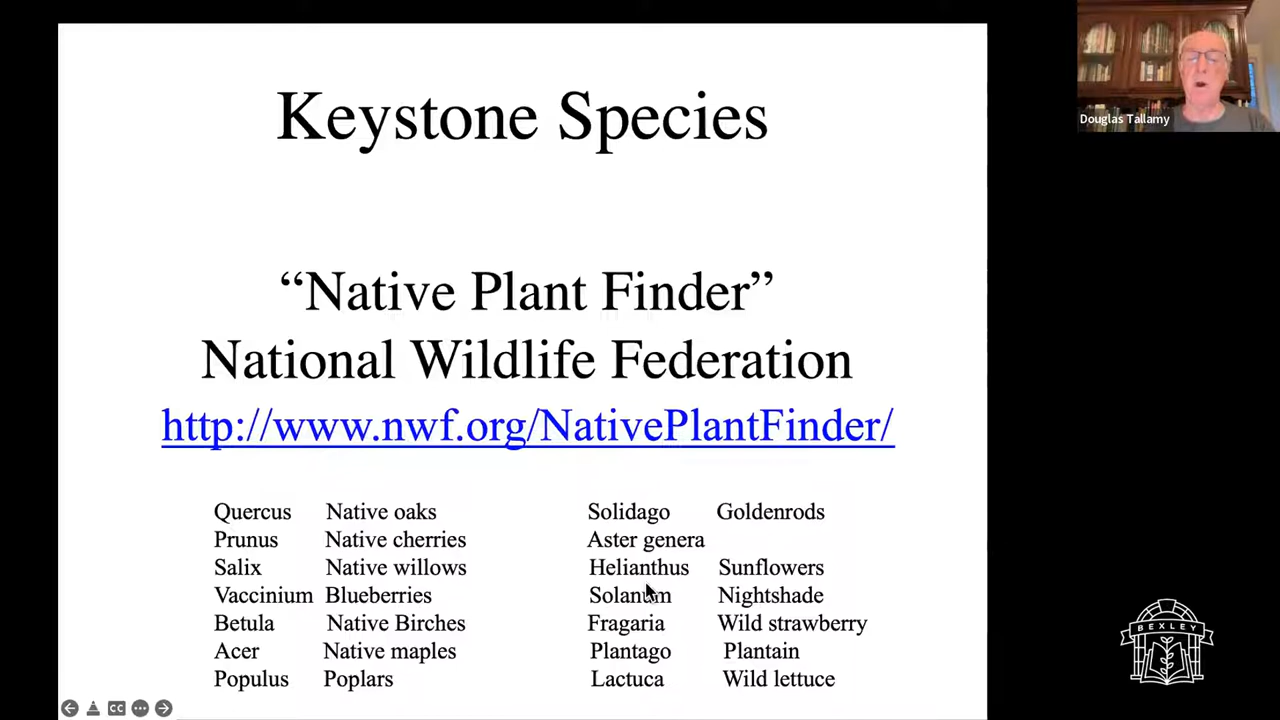 Keystone Species
“Native Plant Finder”
National Wildlife Federation
http://www.nwf.org/NativePlantFinder/
Quercus Native oaks
Prunus Native cherries
Salix Native willows
Vaccinium Blueberries
Betula Native Birches
Acer Native maples
Populus Poplars
Solidago Goldenrods
Aster genera
Helianthus Sunflowers
Solanum Nightshade
Fragaria Wild strawberry
Plantago Plantain
Lactuca Wild lettuce
CC
Douglas Tallamy
BEXLEY